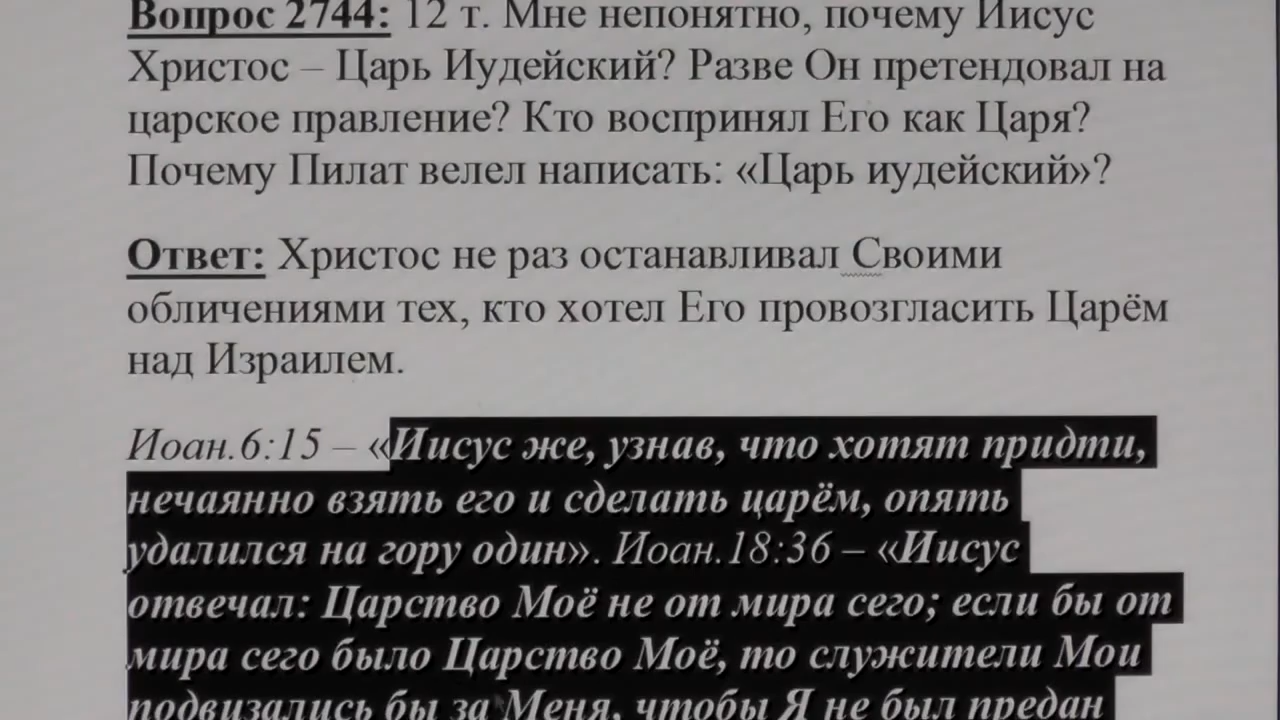 Вопрос 2744: 12 т. Мне непонятно, почему Иисус
Христос – Царь Иудейский? Разве Он претендовал на
царское правление? Кто воспринял Его как Царя?
Почему Пилат велел написать: «Царь иудейский»?
Ответ: Христос не раз останавливал Своими
обличениями тех, кто хотел Его провозгласить Царём
над Израилем.
Иоан.6:15 – «Иисус же, узнав, что хотят придти,
нечаянно взять его и сделать царём, опять
удалился на гору один». Иоан.18:36 – «Иисус
отвечал: Царство Моё не от мира сего; если бы от
мира сего было Царство Моё, то служители Мои
подвизались бы за Меня, чтобы Я не был предан